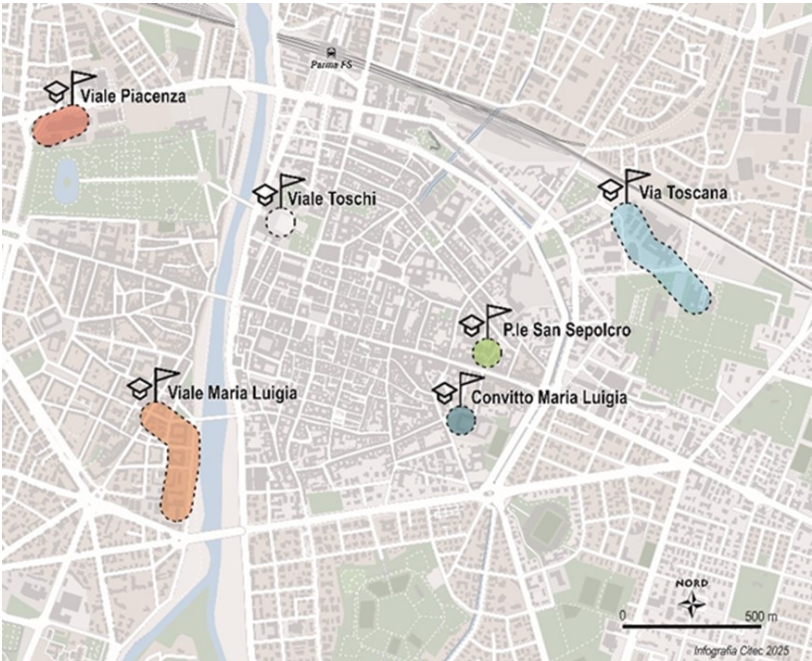 Parma FS
Viale Piacenza
Viale Toschi
Via Toscana
P.le San Sepolcro
Viale Maria Luigia
Convitto Maria Luigia
NORD
0 500 m
Infografia Citec 2025